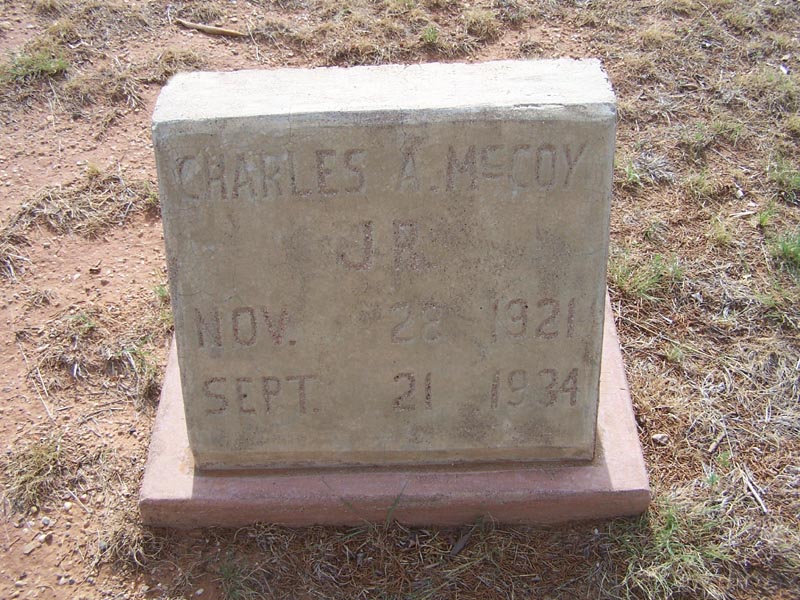 CHARLES A. McCOY
JR.
NOV. 28 1921
SEPT. 21 1934